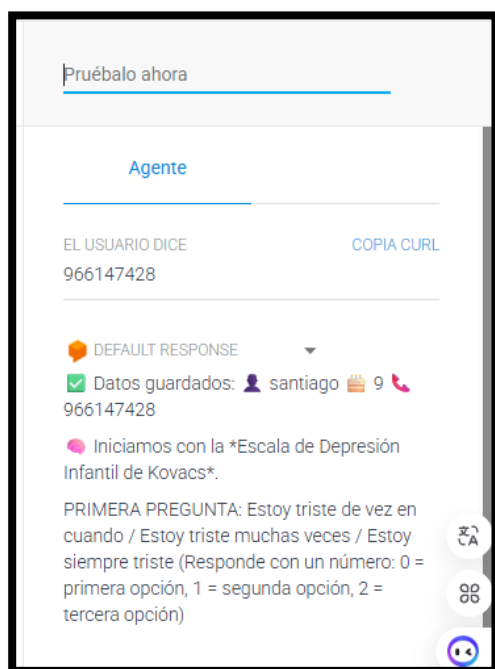 Pruébalo ahora
Agente
EL USUARIO DICE COPIA CURL
966147428
DEFAULT RESPONSE
✅ Datos guardados: 👤 santiago 🎂 9 📞
966147428
🧠 Iniciamos con la *Escala de Depresión
Infantil de Kovacs*.
PRIMERA PREGUNTA: Estoy triste de vez en
cuando / Estoy triste muchas veces / Estoy
siempre triste (Responde con un número: 0 =
primera opción, 1 = segunda opción, 2 =
tercera opción)